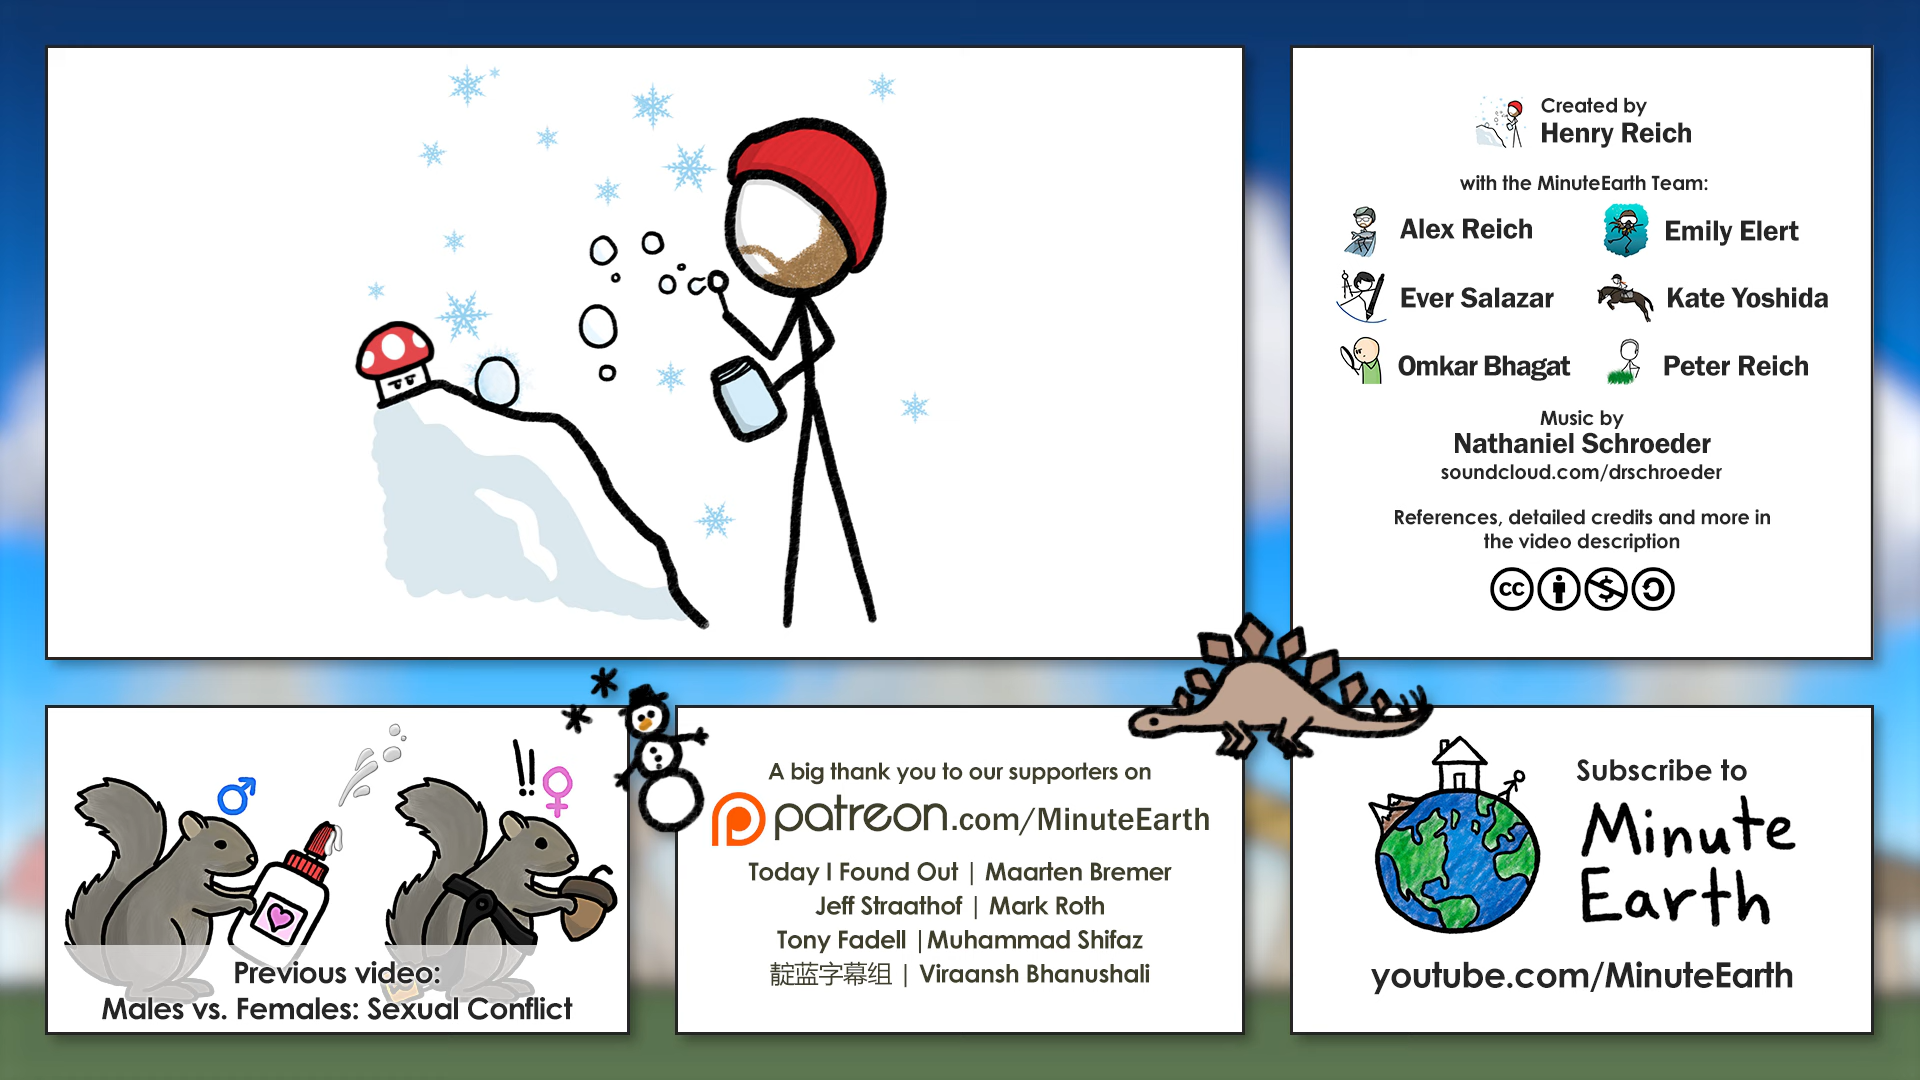 Created by
Henry Reich
with the MinuteEarth Team:
Alex Reich
Emily Elert
Ever Salazar
Kate Yoshida
Omkar Bhagat
Peter Reich
Music by
Nathaniel Schroeder
soundcloud.com/drschroeder
References, detailed credits and more in
the video description
cc
Previous video:
Males vs. Females: Sexual Conflict
A big thank you to our supporters on
patreon.com/MinuteEarth
Today I Found Out | Maarten Bremer
Jeff Straathof | Mark Roth
Tony Fadell |Muhammad Shifaz
靛蓝字幕组 | Viraansh Bhanushali
Subscribe to
Minute
Earth
youtube.com/MinuteEarth